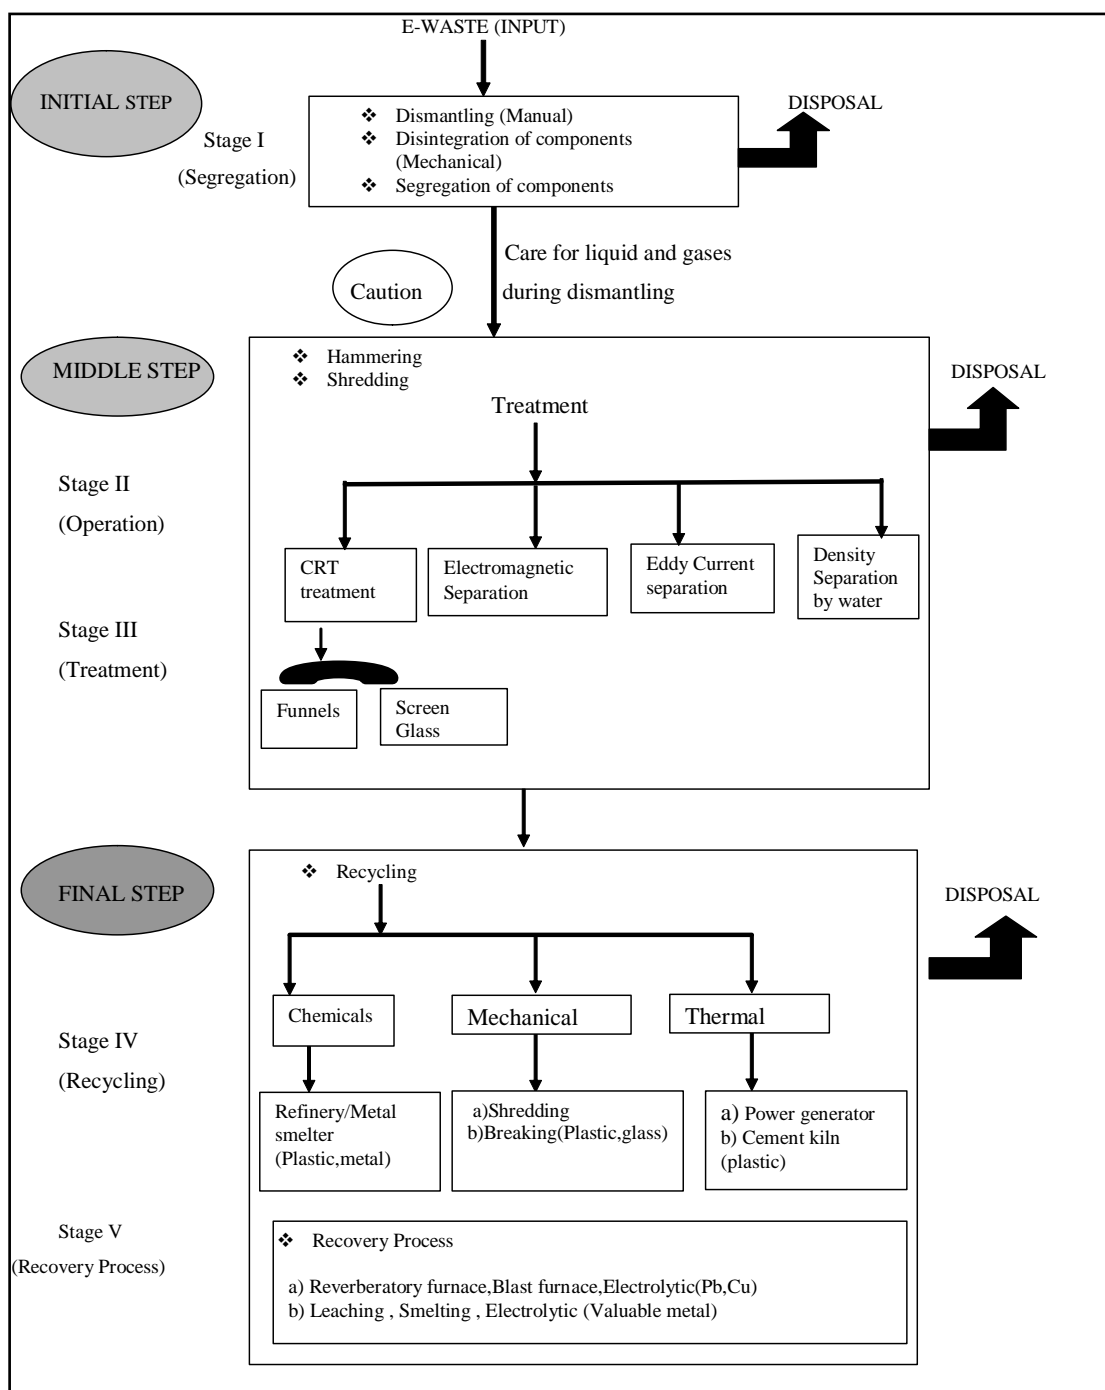 E-WASTE (INPUT)
INITIAL STEP
Stage I
(Segregation)
❖ Dismantling (Manual)
❖ Disintegration of components
(Mechanical)
❖ Segregation of components
DISPOSAL
Caution
Care for liquid and gases
during dismantling
MIDDLE STEP
❖ Hammering
❖ Shredding
DISPOSAL
Treatment
Stage II
(Operation)
CRT
treatment
Electromagnetic
Separation
Eddy Current
separation
Density
Separation
by water
Stage III
(Treatment)
Funnels
Screen
Glass
FINAL STEP
❖ Recycling
DISPOSAL
Chemicals
Mechanical
Thermal
Stage IV
(Recycling)
Refinery/Metal
smelter
(Plastic,metal)
a)Shredding
b)Breaking(Plastic,glass)
a) Power generator
b) Cement kiln
(plastic)
Stage V
(Recovery Process)
❖ Recovery Process
a) Reverberatory furnace,Blast furnace,Electrolytic(Pb,Cu)
b) Leaching , Smelting , Electrolytic (Valuable metal)